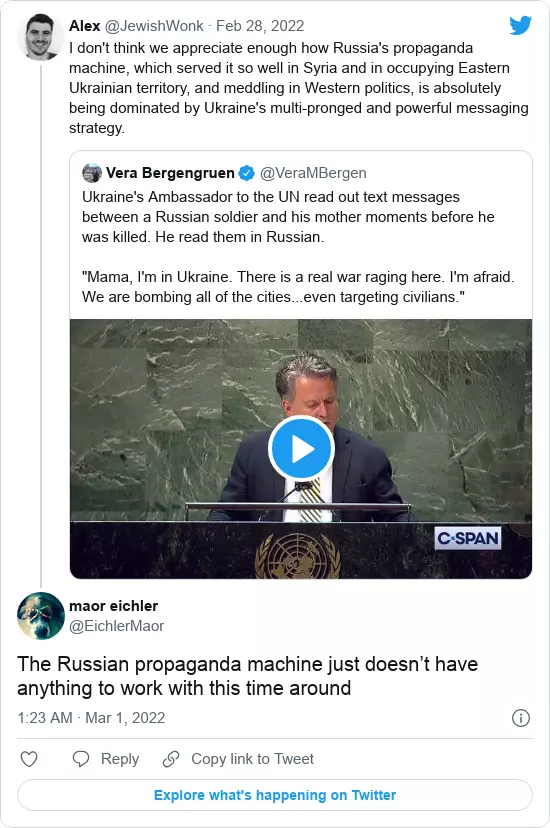 Alex @JewishWonk · Feb 28, 2022
I don't think we appreciate enough how Russia's propaganda
machine, which served it so well in Syria and in occupying Eastern
Ukrainian territory, and meddling in Western politics, is absolutely
being dominated by Ukraine's multi-pronged and powerful messaging
strategy.
Vera Bergengruen @VeraMBergen
Ukraine's Ambassador to the UN read out text messages
between a Russian soldier and his mother moments before he
was killed. He read them in Russian.
"Mama, I'm in Ukraine. There is a real war raging here. I'm afraid.
We are bombing all of the cities...even targeting civilians."
C-SPAN
maor eichler
@EichlerMaor
The Russian propaganda machine just doesn’t have
anything to work with this time around
1:23 AM · Mar 1, 2022
Reply
Copy link to Tweet
Explore what's happening on Twitter